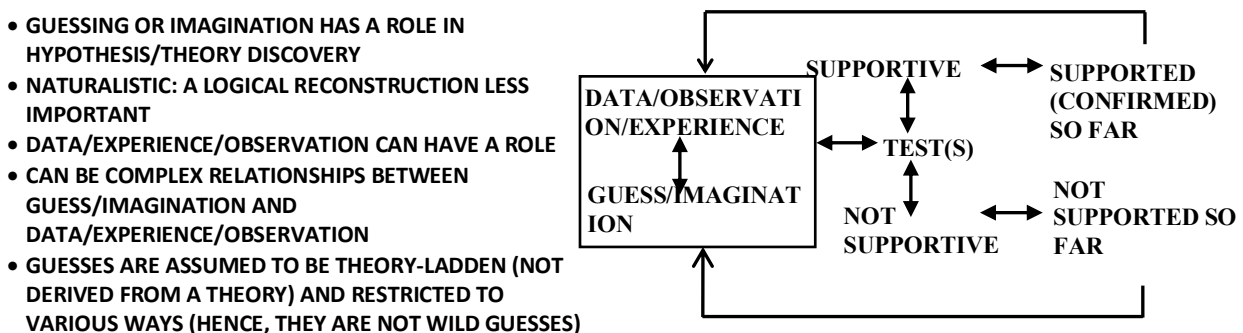 • GUESSING OR IMAGINATION HAS A ROLE IN
HYPOTHESIS/THEORY DISCOVERY
• NATURALISTIC: A LOGICAL RECONSTRUCTION LESS
IMPORTANT
• DATA/EXPERIENCE/OBSERVATION CAN HAVE A ROLE
• CAN BE COMPLEX RELATIONSHIPS BETWEEN
GUESS/IMAGINATION AND
DATA/EXPERIENCE/OBSERVATION
• GUESSES ARE ASSUMED TO BE THEORY-LADDEN (NOT
DERIVED FROM A THEORY) AND RESTRICTED TO
VARIOUS WAYS (HENCE, THEY ARE NOT WILD GUESSES)
DATA/OBSERVATI
ON/EXPERIENCE
GUESS/IMAGINAT
ION
SUPPORTIVE
TEST(S)
NOT
SUPPORTIVE
SUPPORTED
(CONFIRMED)
SO FAR
NOT
SUPPORTED SO
FAR